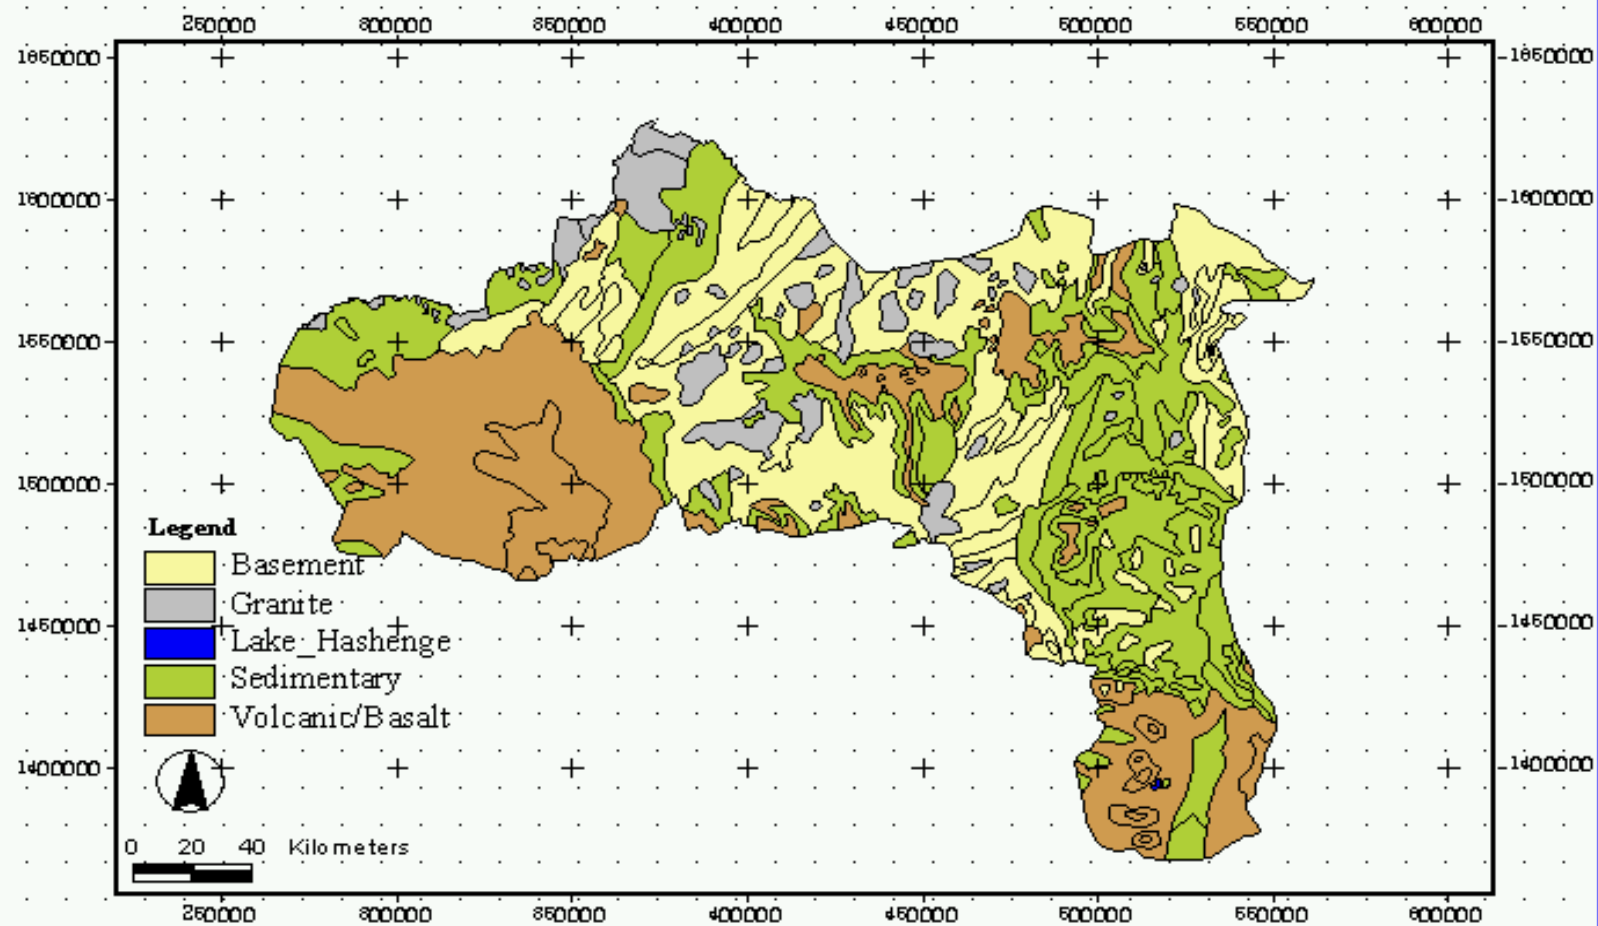 250000 300000 350000 400000 450000 500000 550000 600000
1650000 1650000
1600000 1600000
1550000 1550000
1500000 1500000
Legend
Basement
Granite
1450000 1450000
Lake_Hashenge
Sedimentary
Volcanic/Basalt
1400000 1400000
0 20 40 Kilometers
250000 300000 350000 400000 450000 500000 550000 600000